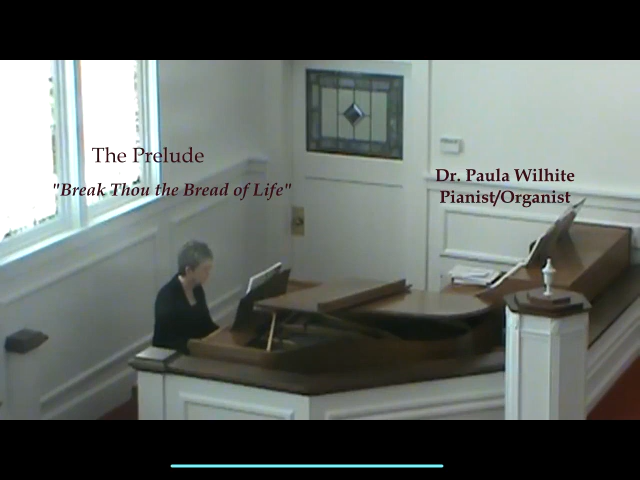 The Prelude
"Break Thou the Bread of Life"
Dr. Paula Wilhite
Pianist/Organist